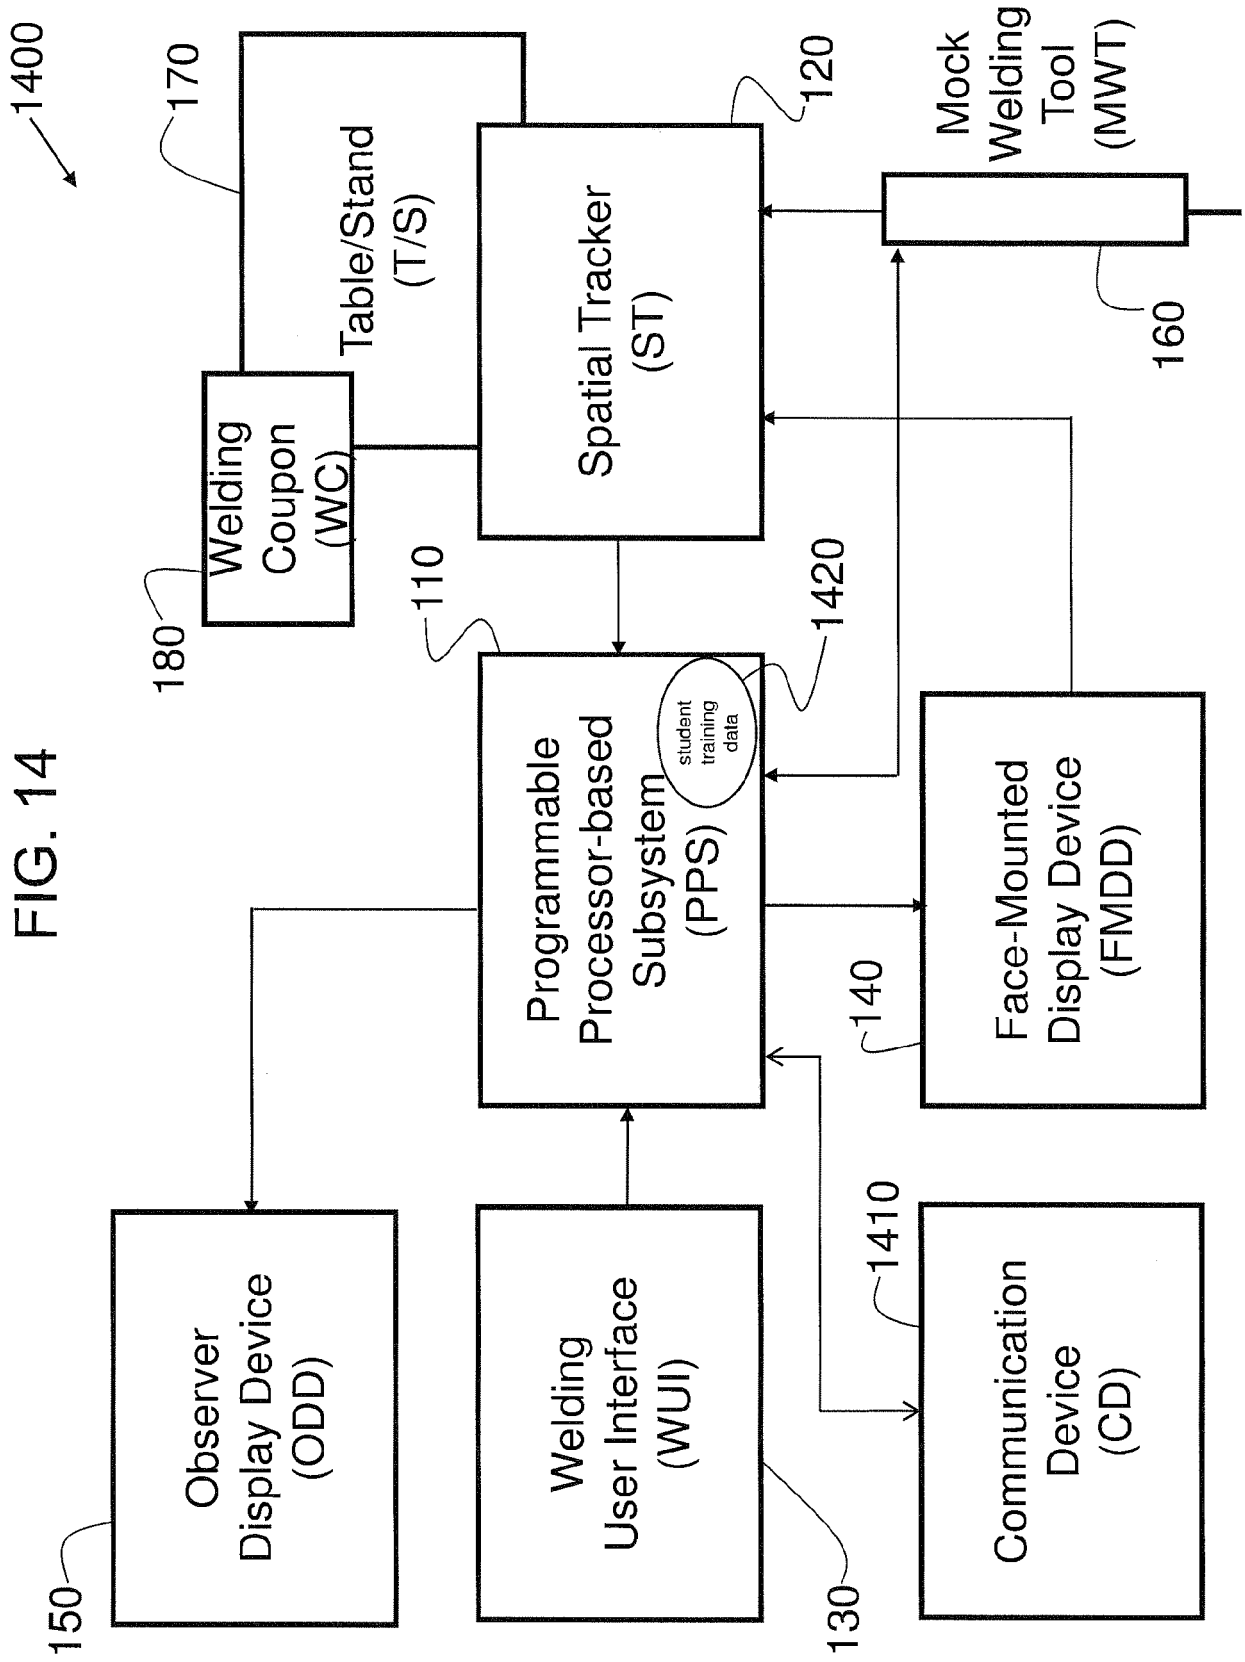 FIG. 14
1400
150
Observer
Display Device
(ODD)
180
Welding
Coupon
(WC)
170
Table/Stand
(T/S)
Welding
User Interface
(WUI)
130
110
Programmable
Processor-based
Subsystem
(PPS)
student
training
data
1420
Spatial Tracker
(ST)
120
1410
Communication
Device
(CD)
140
Face-Mounted
Display Device
(FMDD)
160
Mock
Welding
Tool
(MWT)